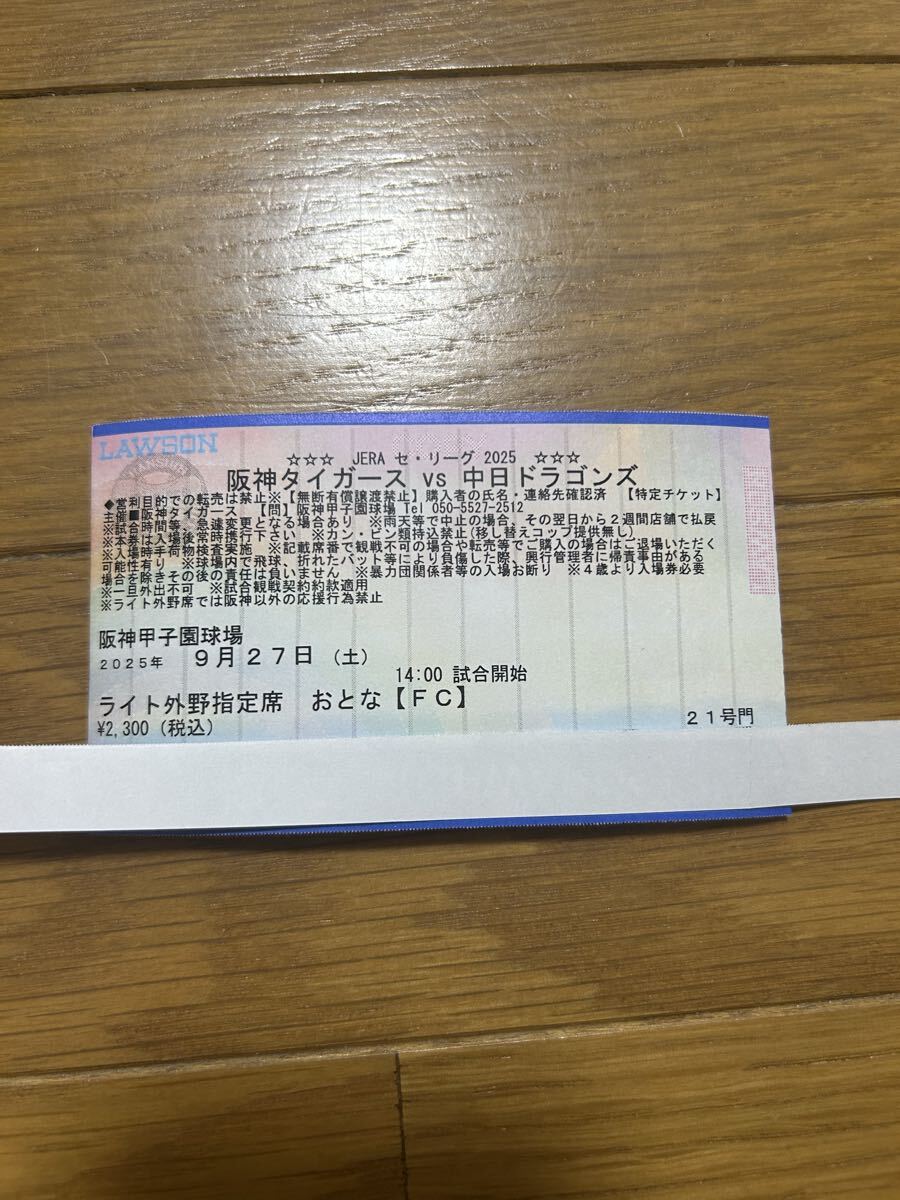 LAWSON
☆☆☆ JERA セ・リーグ 2025 ☆☆☆
阪神タイガース vs 中日ドラゴンズ
◆営利目的での転売は禁止※【無断有償譲渡禁止】購入者の氏名・連絡先確認済 【特定チケット】
主催■阪神タイガース 【問】阪神甲子園球場 Tel 050-5527-2512
※試合時等、急遽変更となる場合あり ※雨天等で中止の場合、その翌日から2週間店舗で払戻
※本券は入場後も常時携行下さい ※カン・ビン類持込禁止(移し替えコップ提供無し)
※入場時手荷物検査実施 ※記載席番で観戦不可の場合や転売等でご購入の場合はご退場いただく
可能性有り ※球場内で飛球、折れたバット等により負傷した際、球団・管理者に帰責事由がある
場合を除きその後の責任は負いません ※暴力団関係者等の入場お断り ※4歳より入場券必要
※一旦外出不可 ※試合観戦契約約款適用
※ライト外野席では阪神以外の応援行為禁止
阪神甲子園球場
2025年 9月27日(土)
14:00 試合開始
ライト外野指定席 おとな【FC】
¥2,300(税込)
21号門